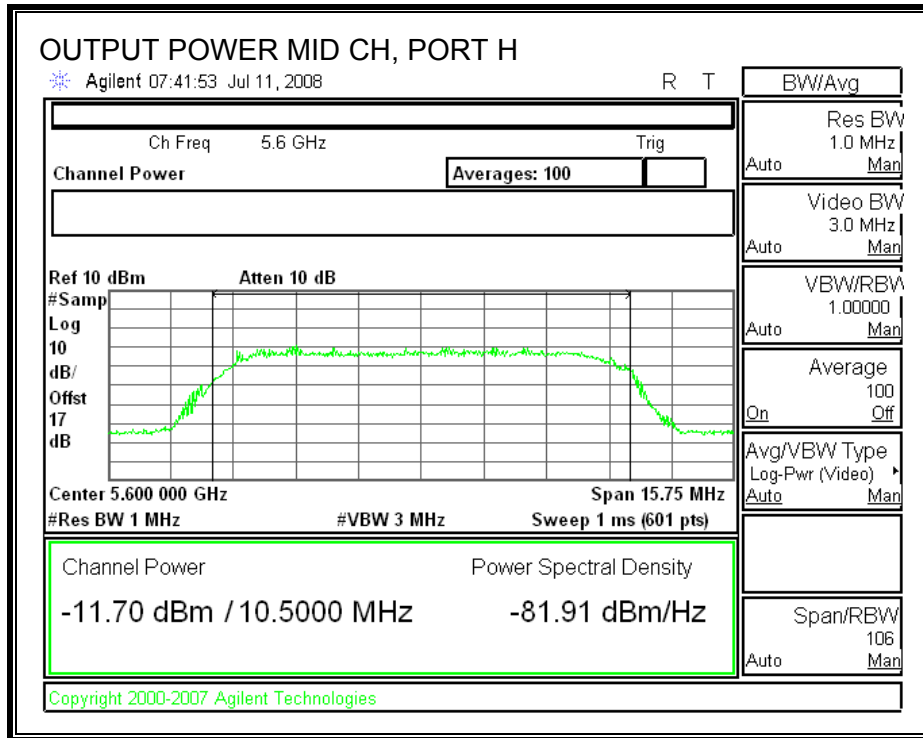 OUTPUT POWER MID CH, PORT H
Agilent 07:41:53 Jul 11, 2008 R T
Ch Freq 5.6 GHz Trig
Channel Power Averages: 100
Ref 10 dBm Atten 10 dB
#Samp
Log
10
dB/
Offst
17
dB
Center 5.600 000 GHz Span 15.75 MHz
#Res BW 1 MHz #VBW 3 MHz Sweep 1 ms (601 pts)
Channel Power Power Spectral Density
-11.70 dBm / 10.5000 MHz -81.91 dBm/Hz
Copyright 2000-2007 Agilent Technologies
BW/Avg
Res BW
1.0 MHz
Auto Man
Video BW
3.0 MHz
Auto Man
VBW/RBW
1.00000
Auto Man
Average
100
On Off
Avg/VBW Type
Log-Pwr (Video)
Auto Man
Span/RBW
106
Auto Man